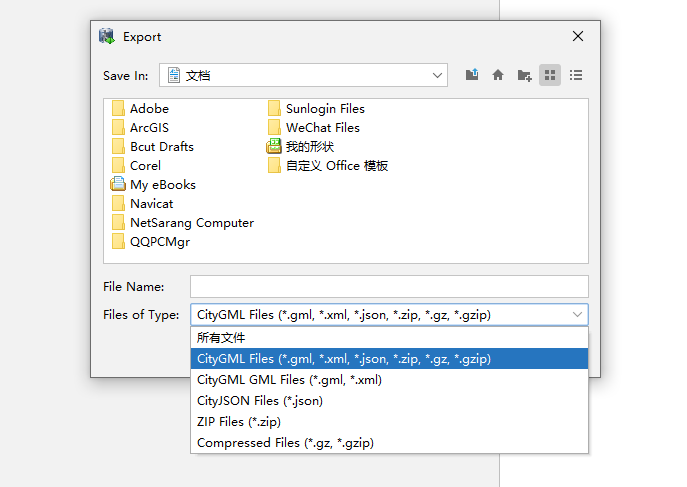 Export
Save In:
文档
Adobe
ArcGIS
Bcut Drafts
Corel
My eBooks
Navicat
NetSarang Computer
QQPCMgr
Sunlogin Files
WeChat Files
我的形状
自定义 Office 模板
File Name:
Files of Type:
CityGML Files (*.gml, *.xml, *.json, *.zip, *.gz, *.gzip)
所有文件
CityGML Files (*.gml, *.xml, *.json, *.zip, *.gz, *.gzip)
CityGML GML Files (*.gml, *.xml)
CityJSON Files (*.json)
ZIP Files (*.zip)
Compressed Files (*.gz, *.gzip)